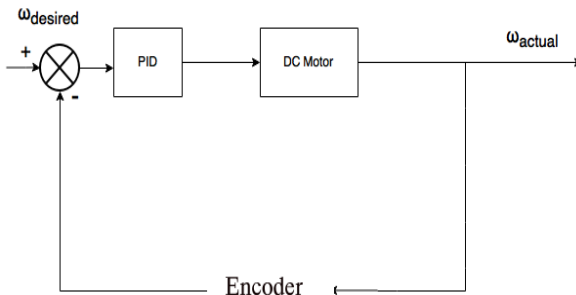 ωdesired
+
PID
DC Motor
ωactual
-
Encoder